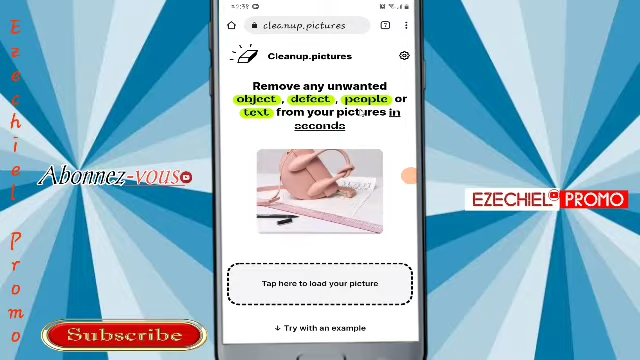 Ezechiel Promo
Abonnez-vous
Subscribe
cleanup.pictures
7
Cleanup.pictures
Remove any unwanted
object, defect, people or
text from your pictures in
seconds
Tap here to load your picture
↓ Try with an example
EZECHIEL PROMO